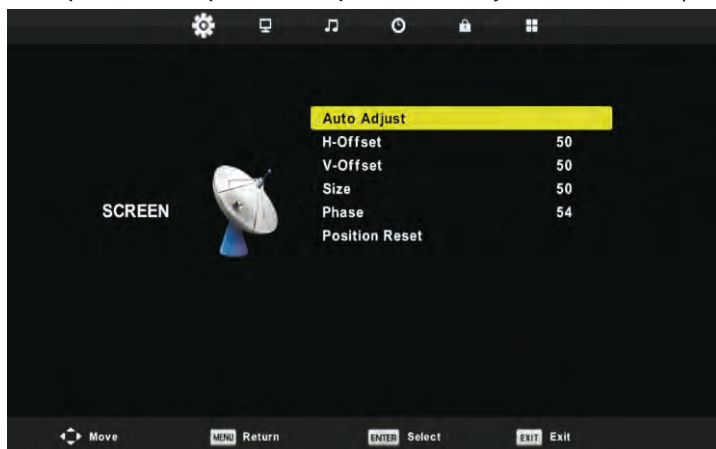 Auto Adjust
H-Offset 50
V-Offset 50
Size 50
SCREEN
Phase 54
Position Reset
Move MENU Return ENTER Select EXIT Exit